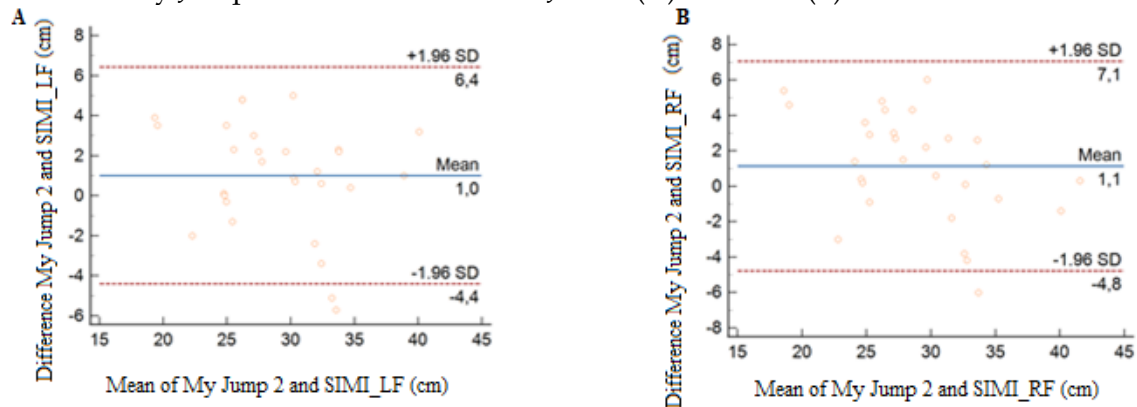 A
Difference My Jump 2 and SIMI_LF (cm)
8
6
4
2
0
-2
-4
-6
+1.96 SD
6,4
Mean
1,0
-1.96 SD
-4,4
15 20 25 30 35 40 45
Mean of My Jump 2 and SIMI_LF (cm)
B
Difference My Jump 2 and SIMI_RF (cm)
8
6
4
2
0
-2
-4
-6
-8
+1.96 SD
7,1
Mean
1,1
-1.96 SD
-4,8
15 20 25 30 35 40 45
Mean of My Jump 2 and SIMI_RF (cm)